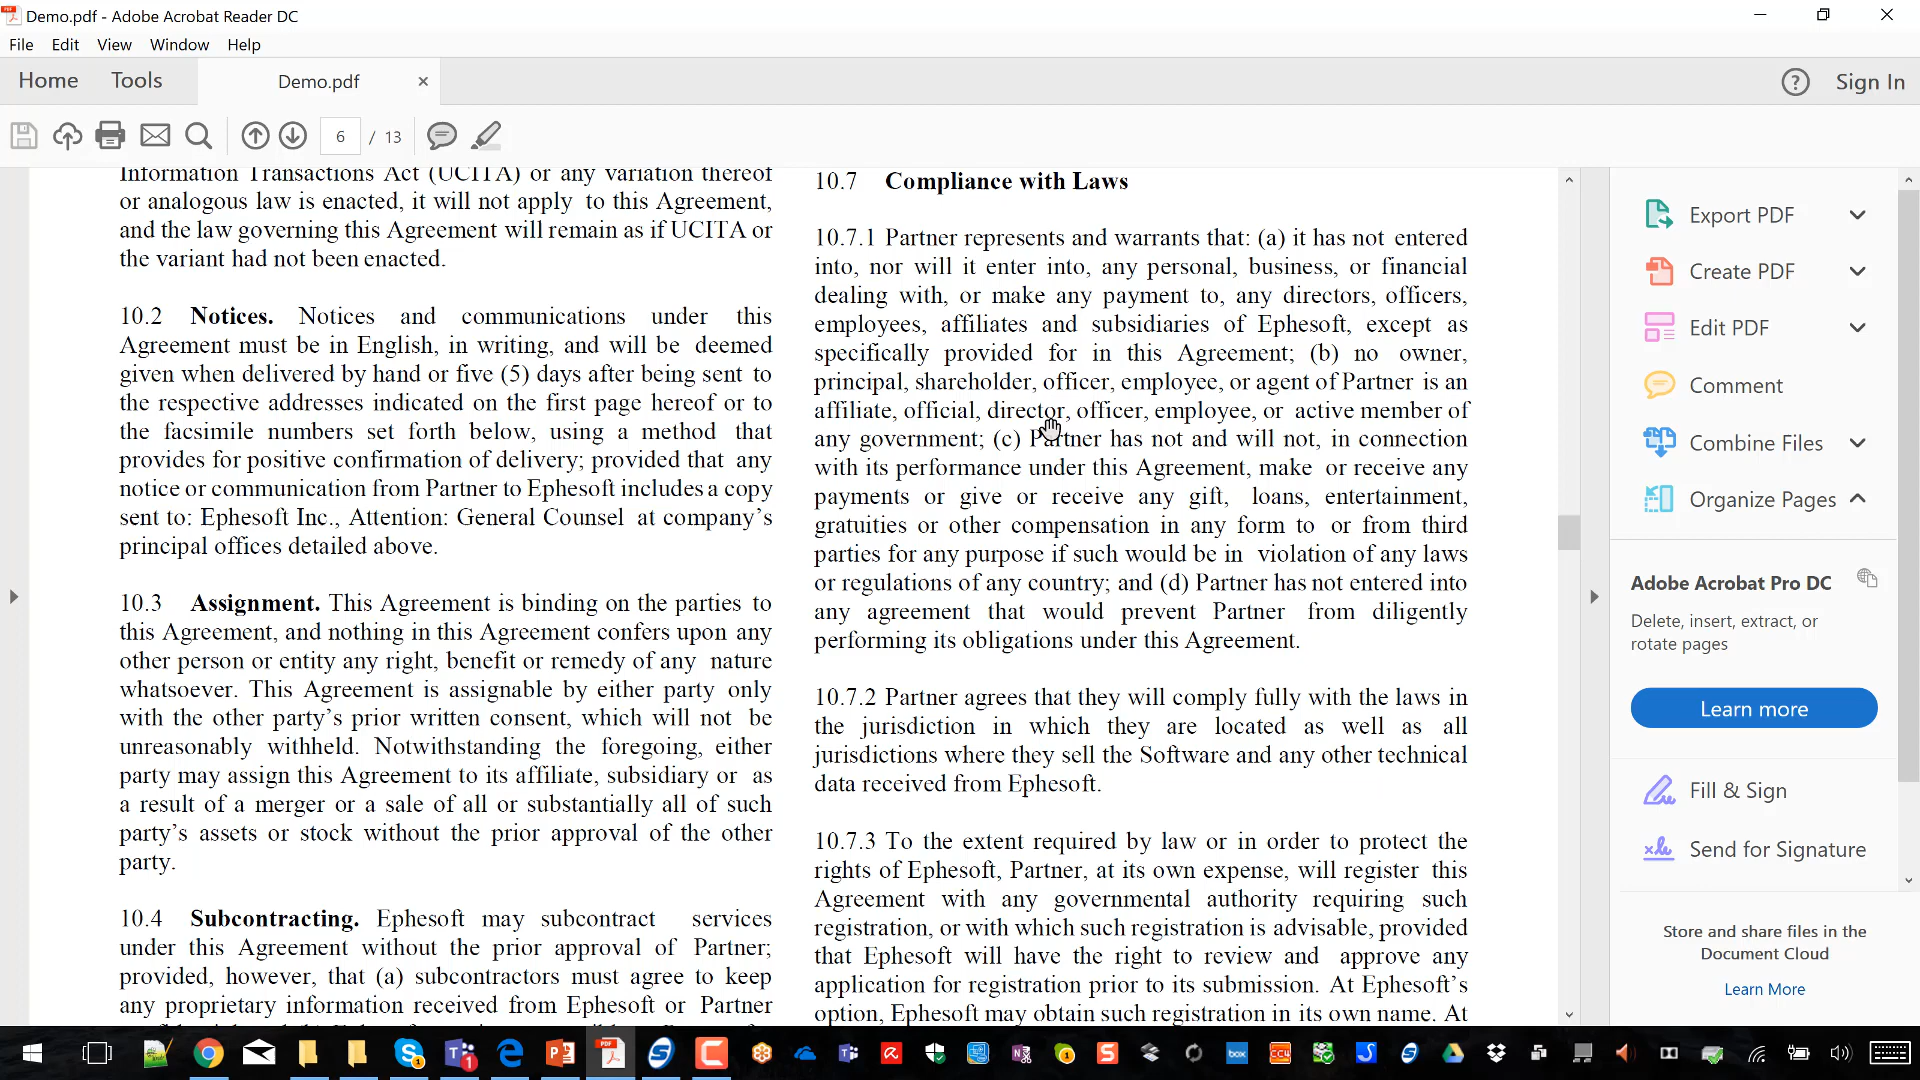 Demo.pdf - Adobe Acrobat Reader DC
File Edit View Window Help
Home Tools Demo.pdf
Sign In
6 / 13
Information Transactions Act (UCITA) or any variation thereof
or analogous law is enacted, it will not apply to this Agreement,
and the law governing this Agreement will remain as if UCITA or
the variant had not been enacted.
10.2 Notices. Notices and communications under this
Agreement must be in English, in writing, and will be deemed
given when delivered by hand or five (5) days after being sent to
the respective addresses indicated on the first page hereof or to
the facsimile numbers set forth below, using a method that
provides for positive confirmation of delivery; provided that any
notice or communication from Partner to Ephesoft includes a copy
sent to: Ephesoft Inc., Attention: General Counsel at company's
principal offices detailed above.
10.3 Assignment. This Agreement is binding on the parties to
this Agreement, and nothing in this Agreement confers upon any
other person or entity any right, benefit or remedy of any nature
whatsoever. This Agreement is assignable by either party only
with the other party's prior written consent, which will not be
unreasonably withheld. Notwithstanding the foregoing, either
party may assign this Agreement to its affiliate, subsidiary or as
a result of a merger or a sale of all or substantially all of such
party's assets or stock without the prior approval of the other
party.
10.4 Subcontracting. Ephesoft may subcontract services
under this Agreement without the prior approval of Partner;
provided, however, that (a) subcontractors must agree to keep
any proprietary information received from Ephesoft or Partner
10.7 Compliance with Laws
10.7.1 Partner represents and warrants that: (a) it has not entered
into, nor will it enter into, any personal, business, or financial
dealing with, or make any payment to, any directors, officers,
employees, affiliates and subsidiaries of Ephesoft, except as
specifically provided for in this Agreement; (b) no owner,
principal, shareholder, officer, employee, or agent of Partner is an
affiliate, official, director, officer, employee, or active member of
any government; (c) Partner has not and will not, in connection
with its performance under this Agreement, make or receive any
payments or give or receive any gift, loans, entertainment,
gratuities or other compensation in any form to or from third
parties for any purpose if such would be in violation of any laws
or regulations of any country; and (d) Partner has not entered into
any agreement that would prevent Partner from diligently
performing its obligations under this Agreement.
10.7.2 Partner agrees that they will comply fully with the laws in
the jurisdiction in which they are located as well as all
jurisdictions where they sell the Software and any other technical
data received from Ephesoft.
10.7.3 To the extent required by law or in order to protect the
rights of Ephesoft, Partner, at its own expense, will register this
Agreement with any governmental authority requiring such
registration, or with which such registration is advisable, provided
that Ephesoft will have the right to review and approve any
application for registration prior to its submission. At Ephesoft's
option, Ephesoft may obtain such registration in its own name. At
Export PDF
Create PDF
Edit PDF
Comment
Combine Files
Organize Pages
Adobe Acrobat Pro DC
Delete, insert, extract, or
rotate pages
Learn more
Fill & Sign
Send for Signature
Store and share files in the
Document Cloud
Learn More